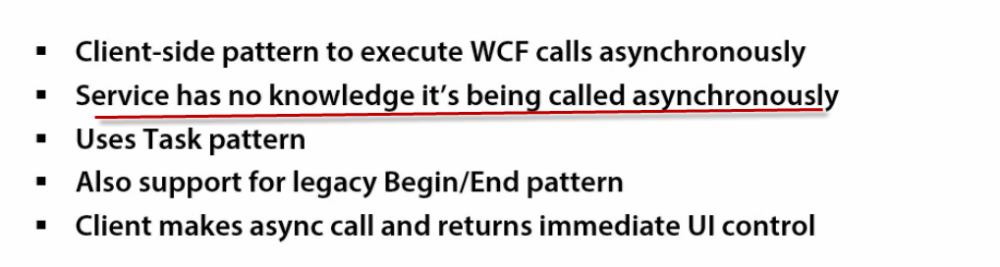 ▪ Client-side pattern to execute WCF calls asynchronously
▪ Service has no knowledge it's being called asynchronously
▪ Uses Task pattern
▪ Also support for legacy Begin/End pattern
▪ Client makes async call and returns immediate UI control